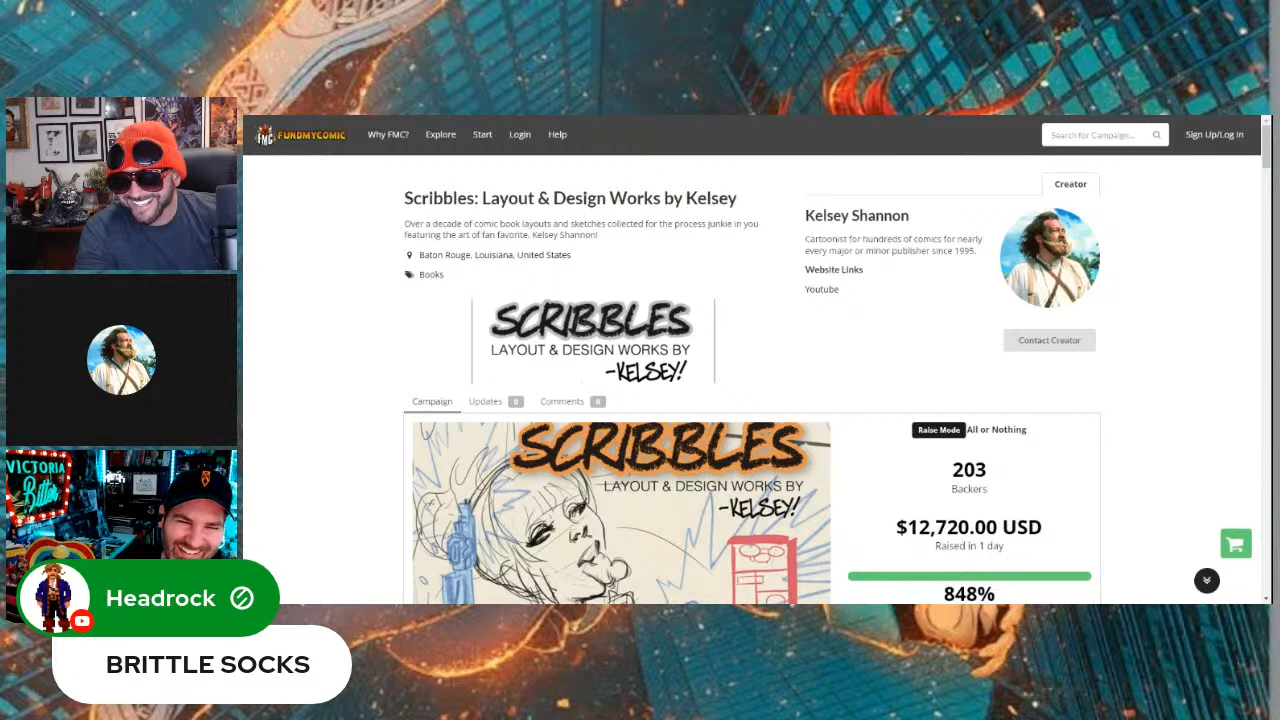 FMC FUNDMYCOMIC Why FMC? Explore Start Login Help Search for Campaign... Sign Up/Log In
Creator
Scribbles: Layout & Design Works by Kelsey
Over a decade of comic book layouts and sketches collected for the process junkie in you
featuring the art of fan favorite, Kelsey Shannon!
Baton Rouge, Louisiana, United States
Books
Kelsey Shannon
Cartoonist for hundreds of comics for nearly
every major or minor publisher since 1995.
Website Links
Youtube
Contact Creator
SCRIBBLES
LAYOUT & DESIGN WORKS BY
-KELSEY!
Campaign Updates 0 Comments 0
SCRIBBLES
LAYOUT & DESIGN WORKS BY
-KELSEY!
Raise Mode All or Nothing
203
Backers
$12,720.00 USD
Raised in 1 day
848%
VICTORIA
Bitter
Headrock
BRITTLE SOCKS